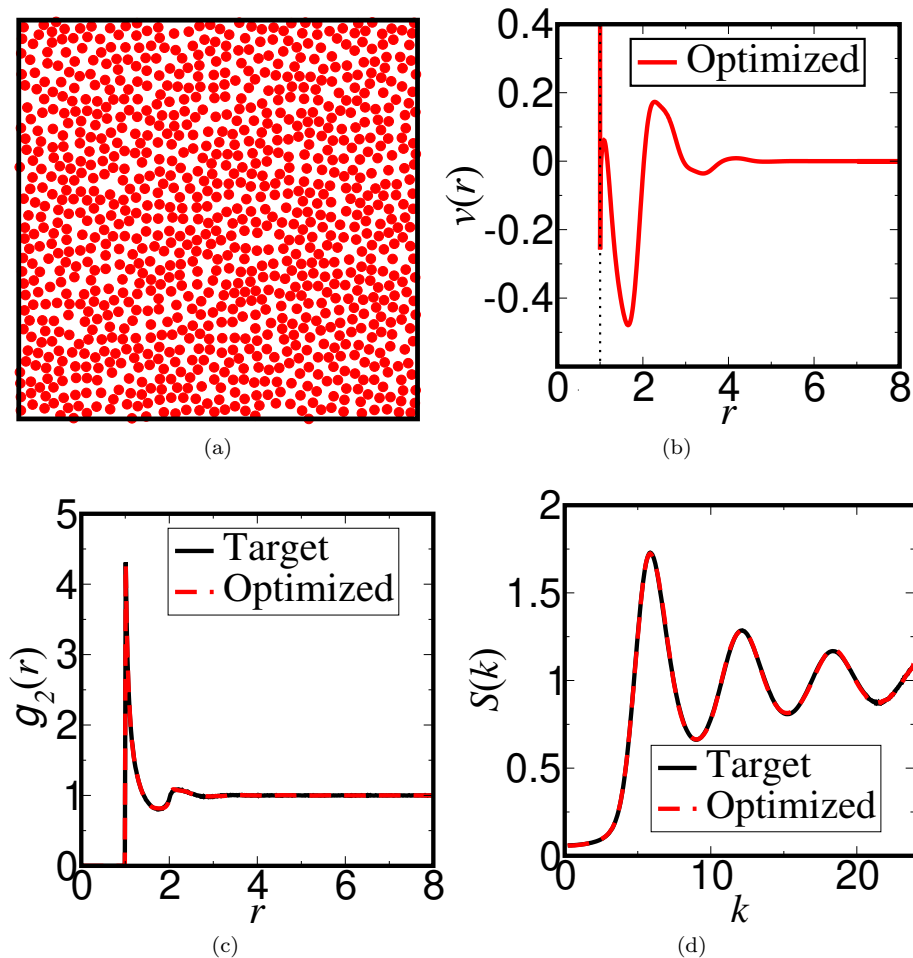 (a)
0.4
0.2
0
-0.2
-0.4
v(r)
Optimized
0 2 4 6 8
r
(b)
5
4
3
2
1
0
g2(r)
Target
Optimized
0 2 4 6 8
r
(c)
2
1.5
1
0.5
0
S(k)
Target
Optimized
0 10 20
k
(d)